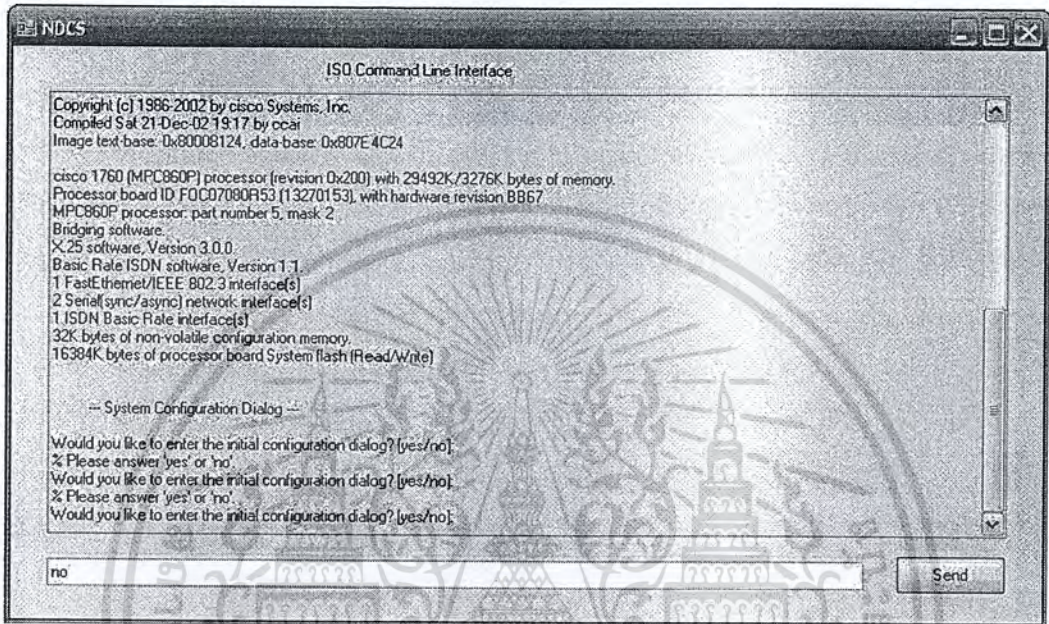 NDCS
ISO Command Line Interface
Copyright (c) 1986-2002 by cisco Systems, Inc.
Compiled Sat 21-Dec-02 19:17 by ccai
Image text-base: 0x80008124, data-base: 0x807E4C24
cisco 1760 (MPC860P) processor (revision 0x200) with 29492K/3276K bytes of memory.
Processor board ID FOC07080R53 (13270153), with hardware revision BB67
MPC860P processor: part number 5, mask 2
Bridging software.
X.25 software, Version 3.0.0.
Basic Rate ISDN software, Version 1.1.
1 FastEthernet/IEEE 802.3 interface(s)
2 Serial(sync/async) network interface(s)
1 ISDN Basic Rate interface(s)
32K bytes of non-volatile configuration memory.
16384K bytes of processor board System flash (Read/Write)
--- System Configuration Dialog ---
Would you like to enter the initial configuration dialog? [yes/no]:
% Please answer 'yes' or 'no'.
Would you like to enter the initial configuration dialog? [yes/no]:
% Please answer 'yes' or 'no'.
Would you like to enter the initial configuration dialog? [yes/no]:
no
Send